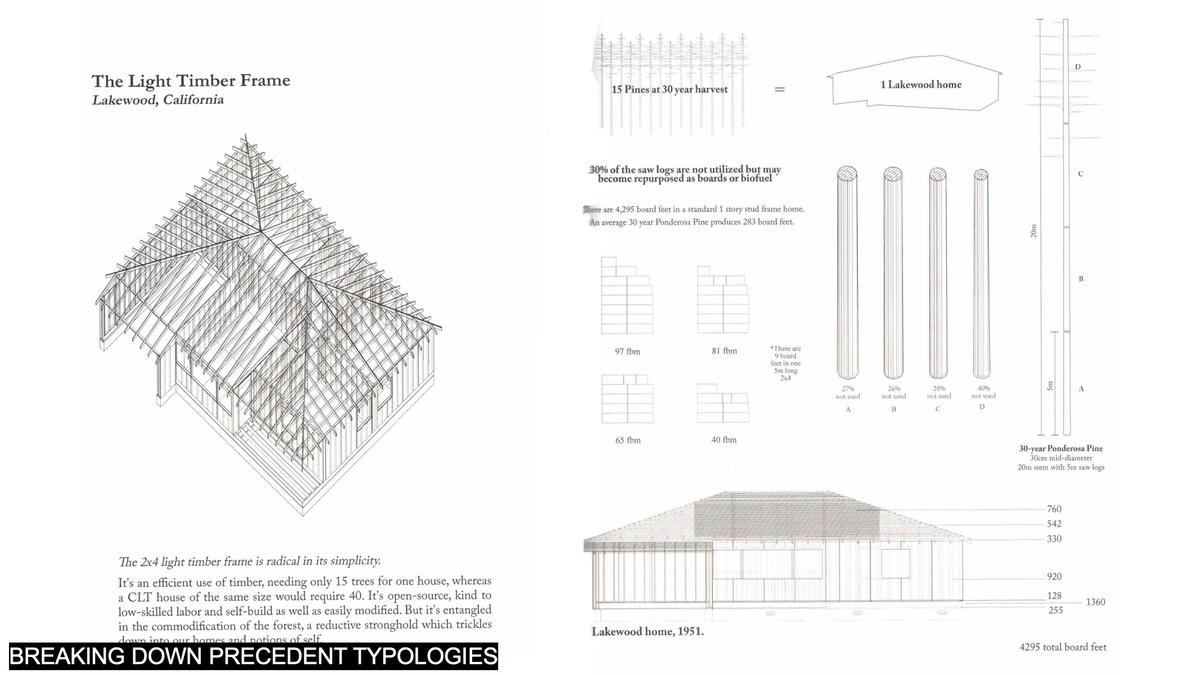 The Light Timber Frame
Lakewood, California
The 2x4 light timber frame is radical in its simplicity.
It's an efficient use of timber, needing only 15 trees for one house, whereas
a CLT house of the same size would require 40. It's open-source, kind to
low-skilled labor and self-build as well as easily modified. But it's entangled
in the commodification of the forest, a reductive stronghold which trickles
down into our homes and notions of self.
BREAKING DOWN PRECEDENT TYPOLOGIES
15 Pines at 30 year harvest
=
1 Lakewood home
30% of the saw logs are not utilized but may
become repurposed as boards or biofuel
There are 4,295 board feet in a standard 1 story stud frame home.
An average 30 year Ponderosa Pine produces 283 board feet.
97 fbm
81 fbm
65 fbm
40 fbm
*There are
9 board
feet in one
5m long
2x4
27%
not used
A
26%
not used
B
28%
not used
C
40%
not used
D
20m
5m
D
C
B
A
30-year Ponderosa Pine
30cm mid-diameter
20m stem with 5m saw logs
760
542
330
920
128
1360
255
Lakewood home, 1951.
4295 total board feet